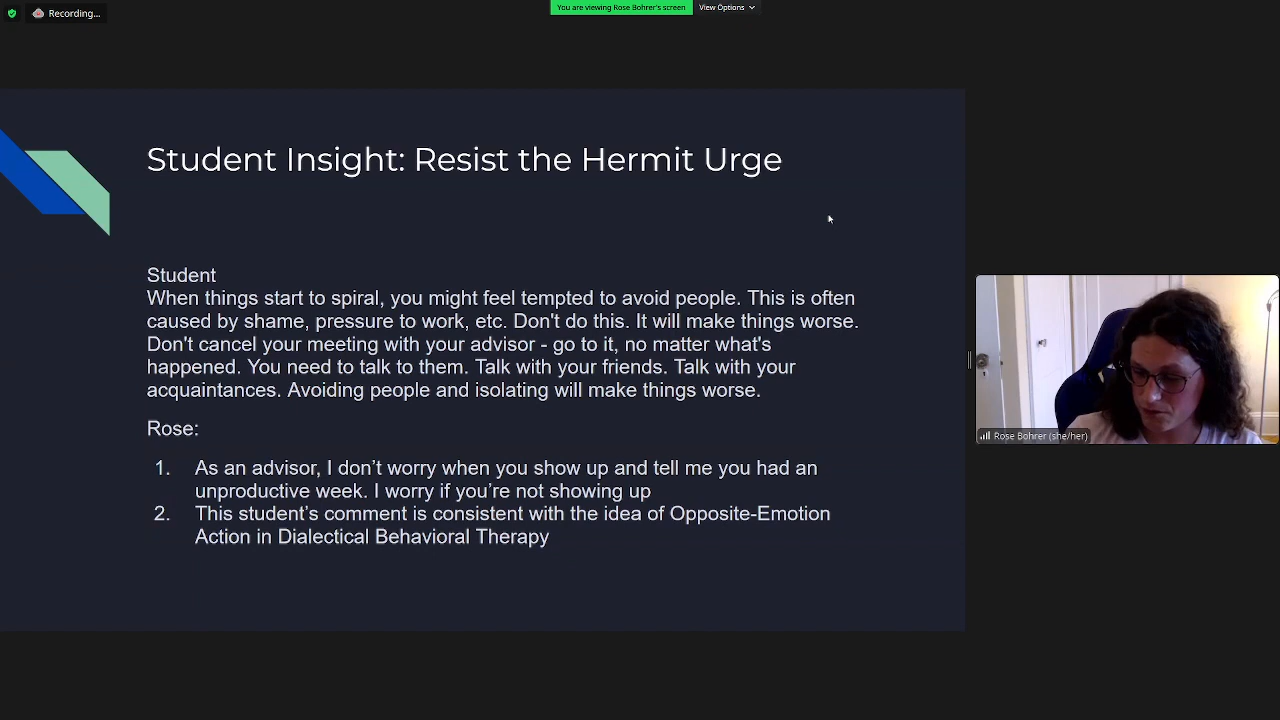 Recording...
You are viewing Rose Bohrer's screen
View Options
Student Insight: Resist the Hermit Urge
Student
When things start to spiral, you might feel tempted to avoid people. This is often
caused by shame, pressure to work, etc. Don't do this. It will make things worse.
Don't cancel your meeting with your advisor - go to it, no matter what's
happened. You need to talk to them. Talk with your friends. Talk with your
acquaintances. Avoiding people and isolating will make things worse.
Rose:
1. As an advisor, I don’t worry when you show up and tell me you had an
unproductive week. I worry if you’re not showing up
2. This student’s comment is consistent with the idea of Opposite-Emotion
Action in Dialectical Behavioral Therapy
Rose Bohrer (she/her)